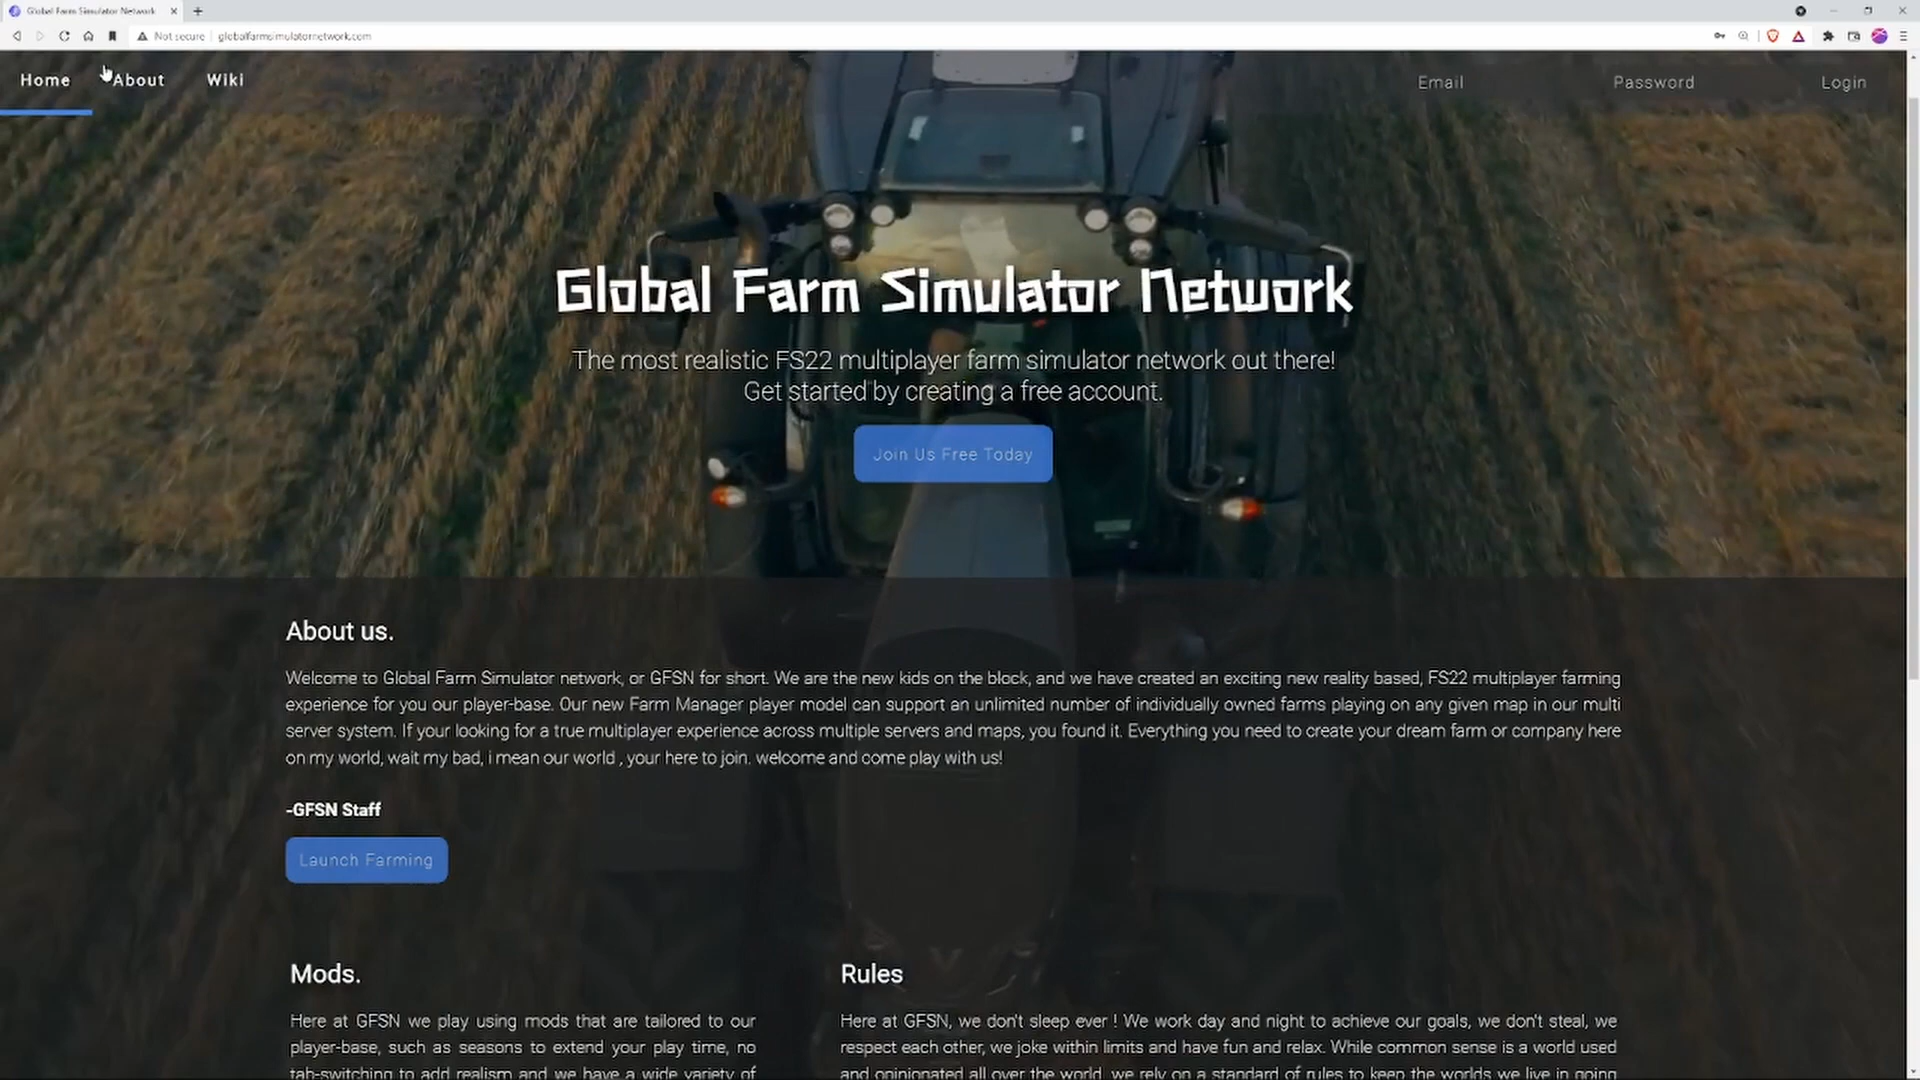 Global Farm Simulator Network
Not secure globalfarmsimulatornetwork.com
Home About Wiki Email Password Login
Global Farm Simulator Network
The most realistic FS22 multiplayer farm simulator network out there!
Get started by creating a free account.
Join Us Free Today
About us.
Welcome to Global Farm Simulator network, or GFSN for short. We are the new kids on the block, and we have created an exciting new reality based, FS22 multiplayer farming
experience for you our player-base. Our new Farm Manager player model can support an unlimited number of individually owned farms playing on any given map in our multi
server system. If your looking for a true multiplayer experience across multiple servers and maps, you found it. Everything you need to create your dream farm or company here
on my world, wait my bad, i mean our world , your here to join. welcome and come play with us!
-GFSN Staff
Launch Farming
Mods.
Here at GFSN we play using mods that are tailored to our
player-base, such as seasons to extend your play time, no
tab-switching to add realism and we have a wide variety of
Rules
Here at GFSN, we don't sleep ever ! We work day and night to achieve our goals, we don't steal, we
respect each other, we joke within limits and have fun and relax. While common sense is a world used
and opinionated all over the world, we rely on a standard of rules to keep the worlds we live in going